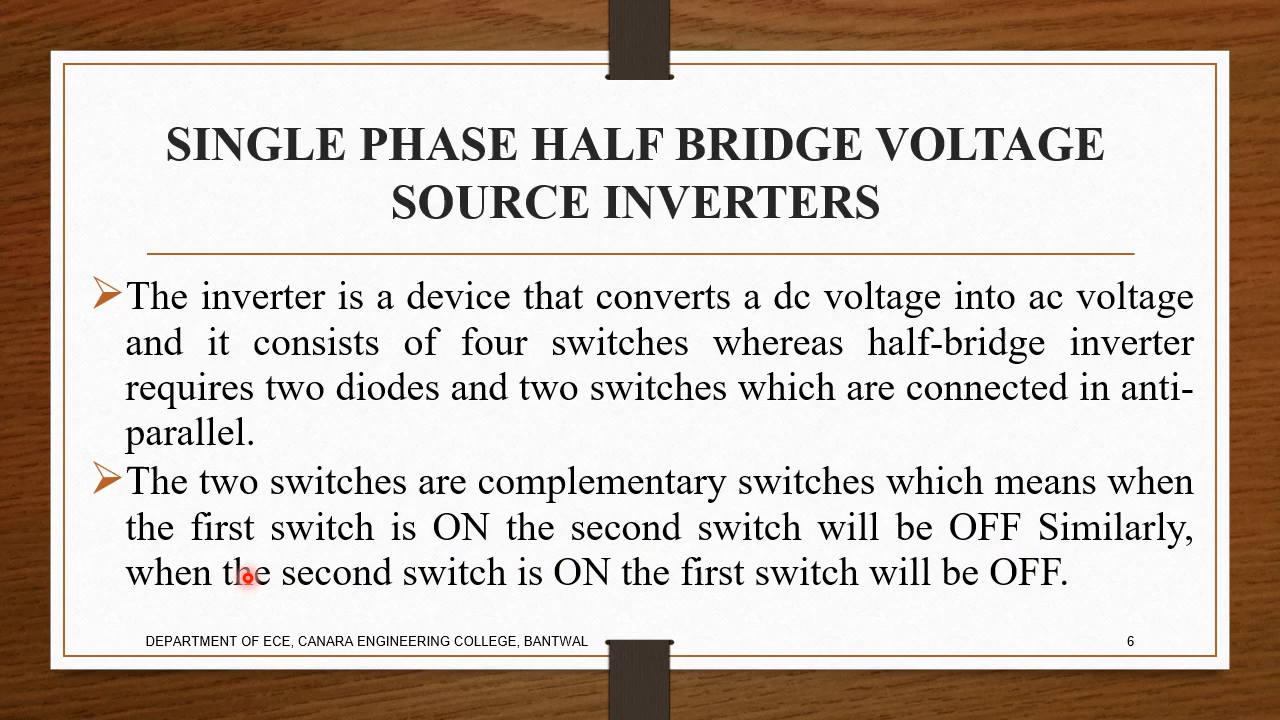 SINGLE PHASE HALF BRIDGE VOLTAGE
SOURCE INVERTERS
The inverter is a device that converts a dc voltage into ac voltage
and it consists of four switches whereas half-bridge inverter
requires two diodes and two switches which are connected in anti-
parallel.
The two switches are complementary switches which means when
the first switch is ON the second switch will be OFF Similarly,
when the second switch is ON the first switch will be OFF.
DEPARTMENT OF ECE, CANARA ENGINEERING COLLEGE, BANTWAL
6